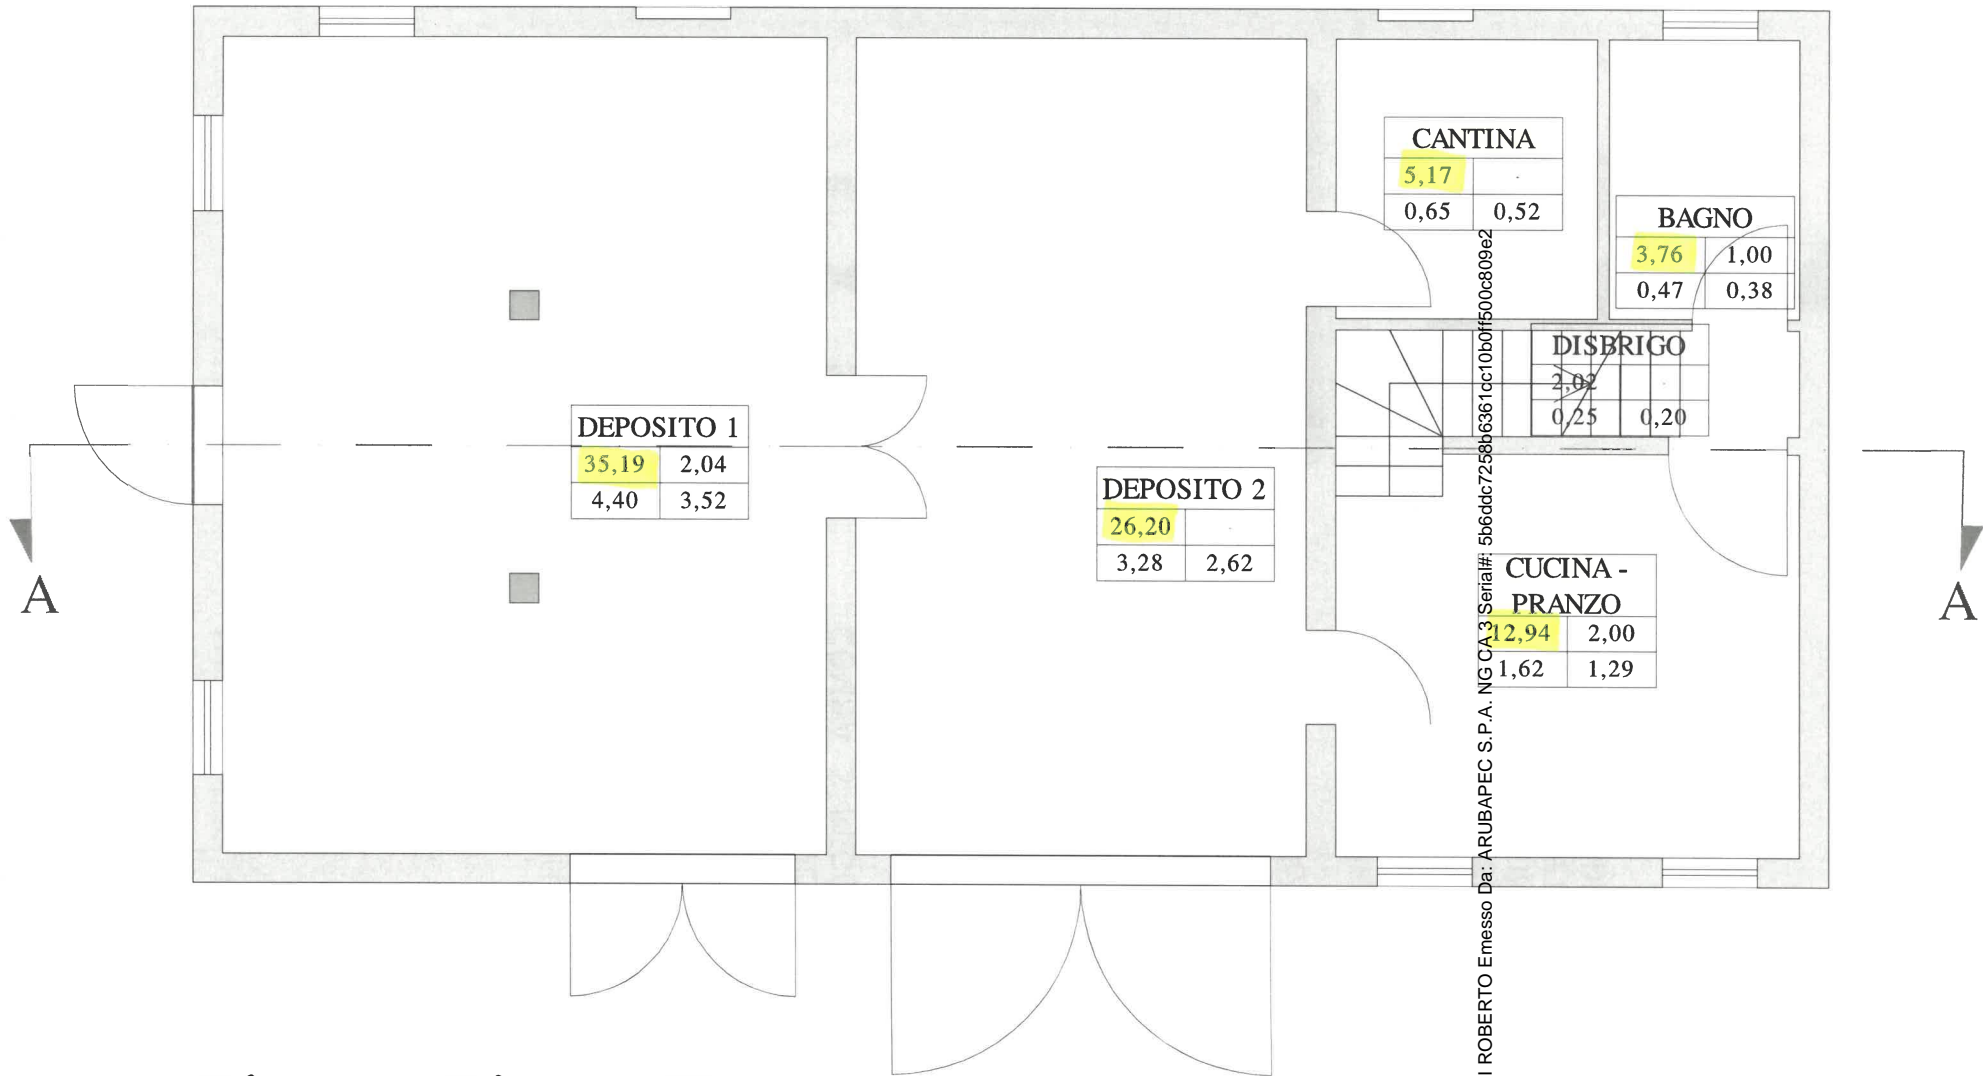 CANTINA
5,17 -
0,65 0,52
BAGNO
3,76 1,00
0,47 0,38
DISBRIGO
2,02 -
0,25 0,20
DEPOSITO 1
35,19 2,04
4,40 3,52
DEPOSITO 2
26,20 -
3,28 2,62
CUCINA -
PRANZO
12,94 2,00
1,62 1,29
A
A
I ROBERTO Emesso Da: ARUBAPEC S.P.A. NG CA 3 Serial#: 5b6ddc7258b6361cc10b0ff500c809e2